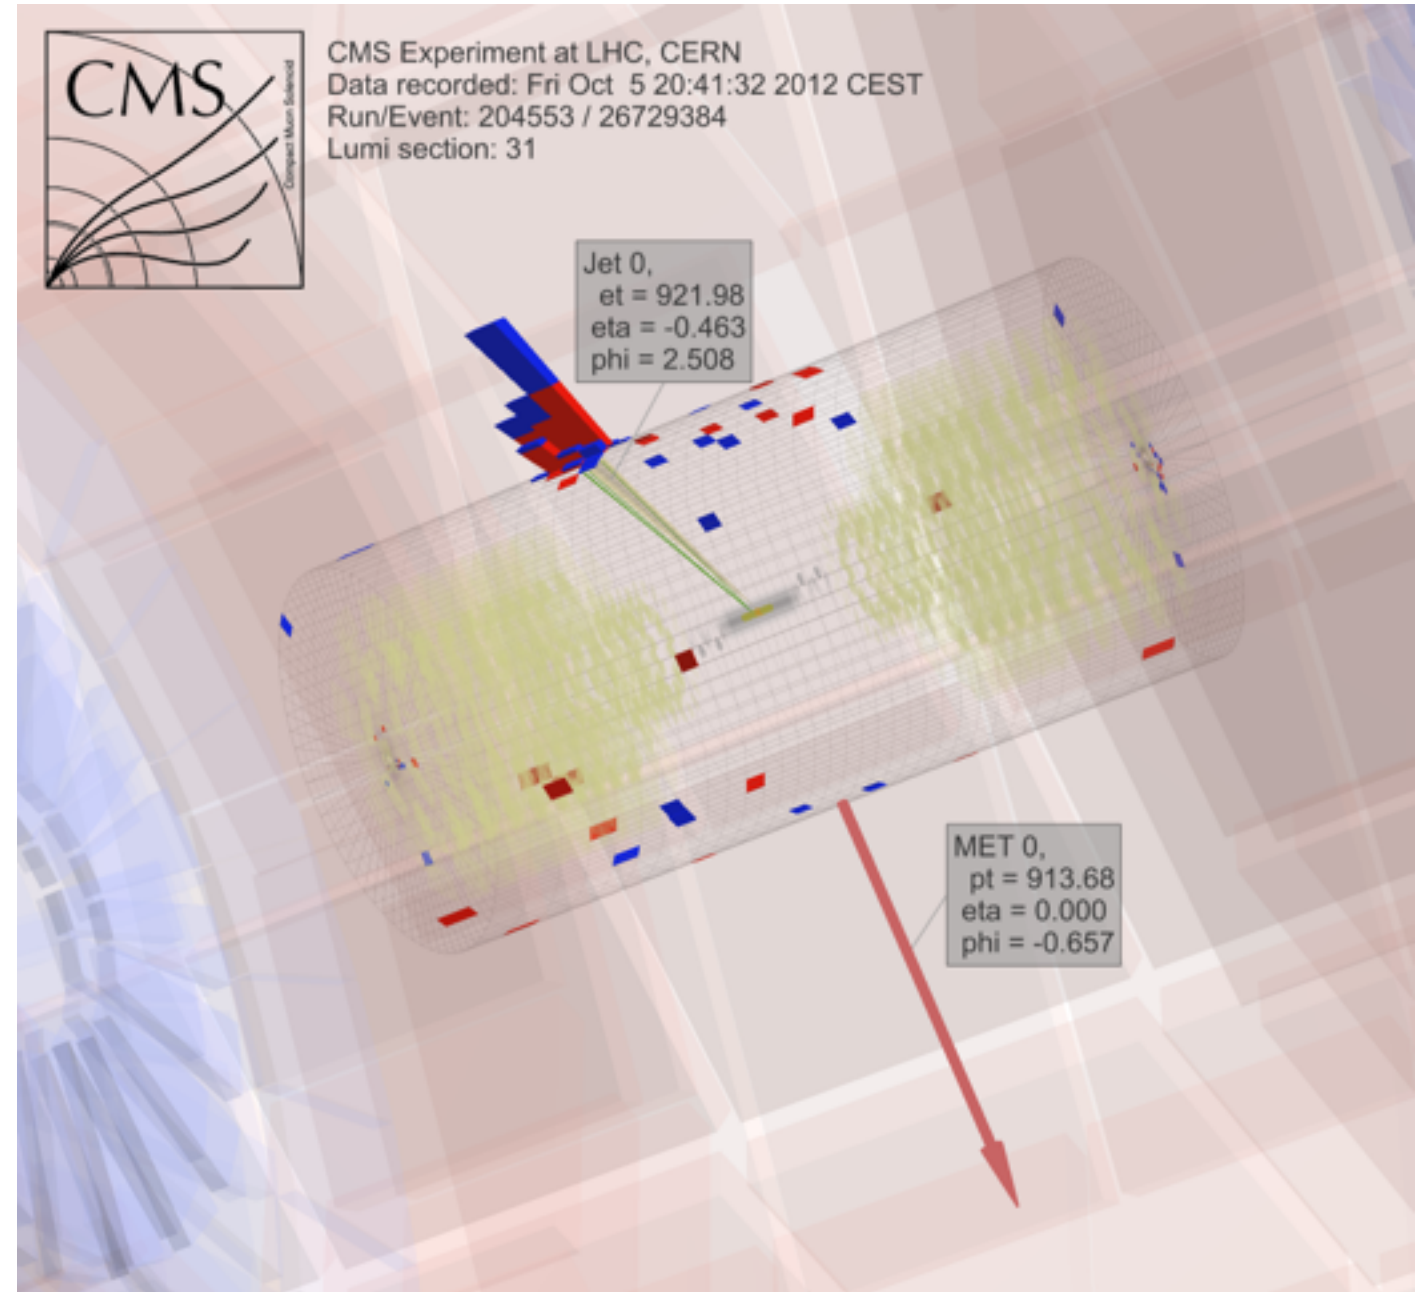 CMS
Compact Muon Solenoid
CMS Experiment at LHC, CERN
Data recorded: Fri Oct  5 20:41:32 2012 CEST
Run/Event: 204553 / 26729384
Lumi section: 31
Jet 0,
et = 921.98
eta = -0.463
phi = 2.508
MET 0,
pt = 913.68
eta = 0.000
phi = -0.657